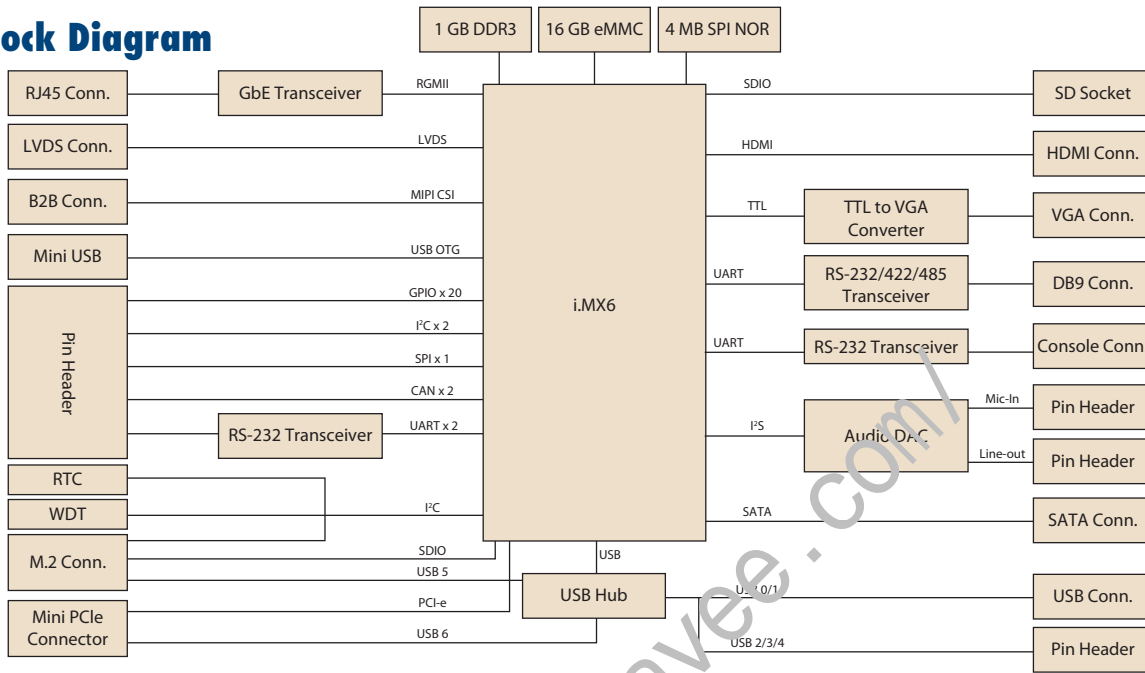 ock Diagram
1 GB DDR3
16 GB eMMC
4 MB SPI NOR
RJ45 Conn.
GbE Transceiver
RGMII
SDIO
SD Socket
LVDS Conn.
LVDS
HDMI
HDMI Conn.
B2B Conn.
MIPI CSI
TTL
TTL to VGA
Converter
VGA Conn.
Mini USB
USB OTG
UART
RS-232/422/485
Transceiver
DB9 Conn.
Pin Header
GPIO x 20
I²C x 2
SPI x 1
CAN x 2
RS-232 Transceiver
UART x 2
i.MX6
UART
RS-232 Transceiver
Console Conn
I²S
Audio DAC
Mic-In
Pin Header
Line-out
Pin Header
RTC
WDT
I²C
SATA
SATA Conn.
M.2 Conn.
SDIO
USB 5
USB
USB Hub
USB 0/1
USB Conn.
Mini PCIe
Connector
PCI-e
USB 6
USB 2/3/4
Pin Header